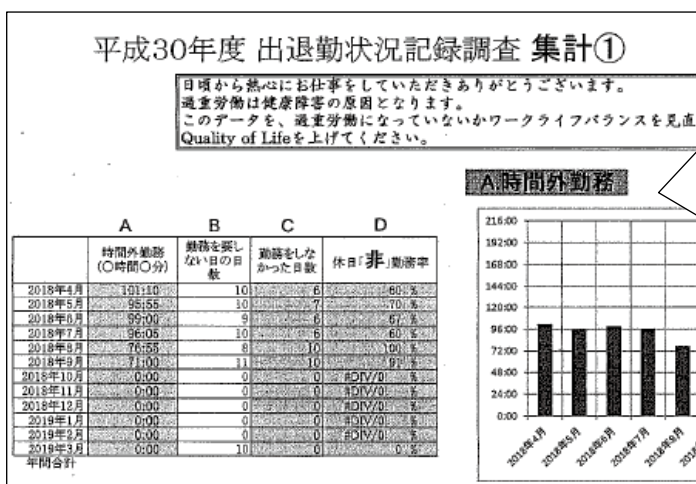 平成30年度 出退勤状況記録調査 集計①
日頃から熱心にお仕事をしていただきありがとうございます。
過重労働は健康障害の原因となります。
このデータを、過重労働になっていないかワークライフバランスを見直
Quality of Lifeを上げてください。
A.時間外勤務
A B C D
時間外勤務(〇時間〇分) 勤務を要しない日の日数 勤務をしなかった日数 休日「非」勤務率
2018年4月 101:10 10 6 60 %
2018年5月 95:55 10 7 70 %
2018年6月 99:00 9 6 67 %
2018年7月 96:05 10 6 60 %
2018年8月 76:55 8 10 100 %
2018年9月 71:00 11 10 91 %
2018年10月 0:00 0 0 #DIV/0! %
2018年11月 0:00 0 0 #DIV/0! %
2018年12月 0:00 0 0 #DIV/0! %
2019年1月 0:00 0 0 #DIV/0! %
2019年2月 0:00 0 0 #DIV/0! %
2019年3月 0:00 10 0 0 %
年間合計
216:00
192:00
168:00
144:00
120:00
96:00
72:00
48:00
24:00
0:00
2018年4月 2018年5月 2018年6月 2018年7月 2018年8月